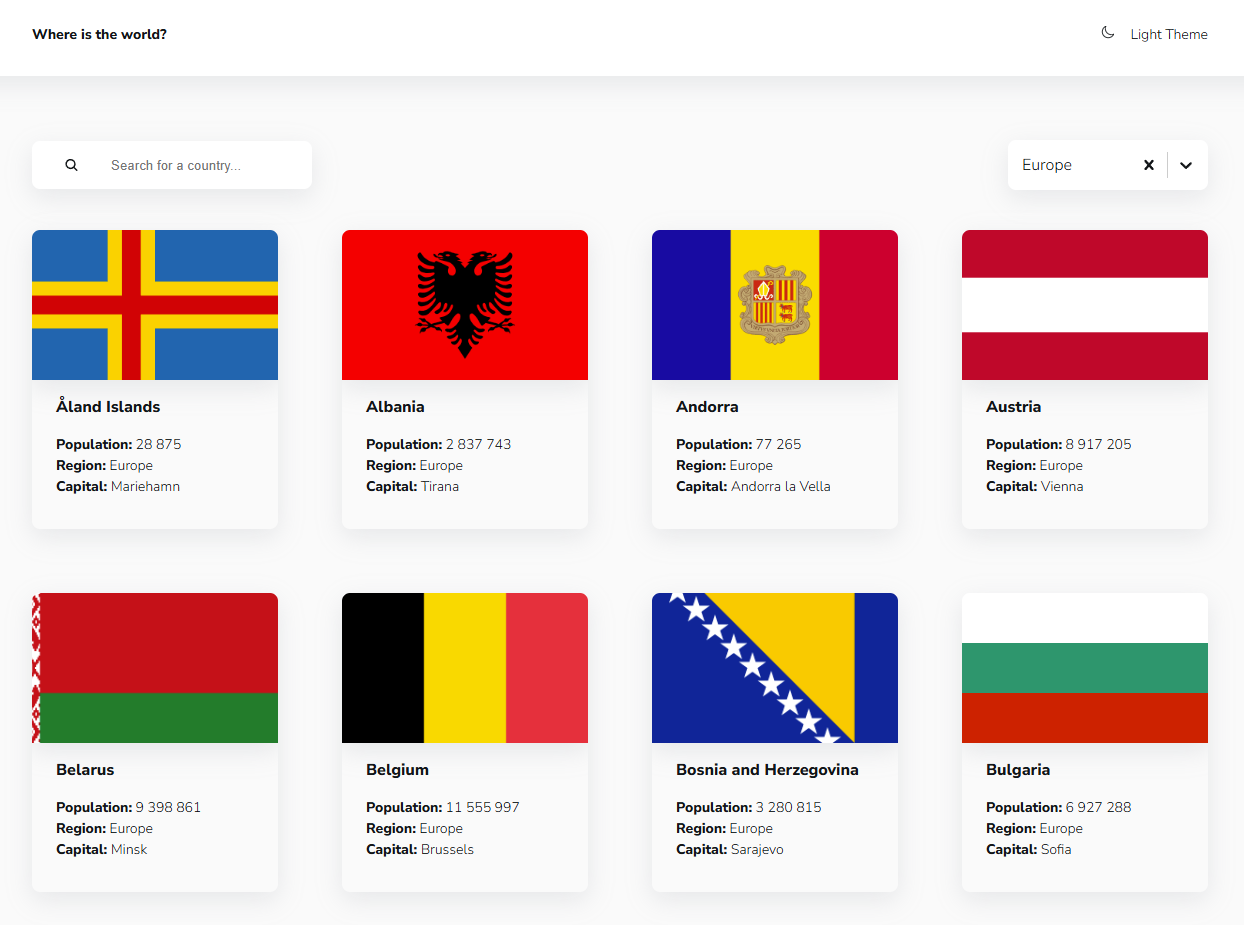 Where is the world?
Light Theme
Search for a country...
Europe
Åland Islands
Population: 28 875
Region: Europe
Capital: Mariehamn
Albania
Population: 2 837 743
Region: Europe
Capital: Tirana
Andorra
Population: 77 265
Region: Europe
Capital: Andorra la Vella
Austria
Population: 8 917 205
Region: Europe
Capital: Vienna
Belarus
Population: 9 398 861
Region: Europe
Capital: Minsk
Belgium
Population: 11 555 997
Region: Europe
Capital: Brussels
Bosnia and Herzegovina
Population: 3 280 815
Region: Europe
Capital: Sarajevo
Bulgaria
Population: 6 927 288
Region: Europe
Capital: Sofia